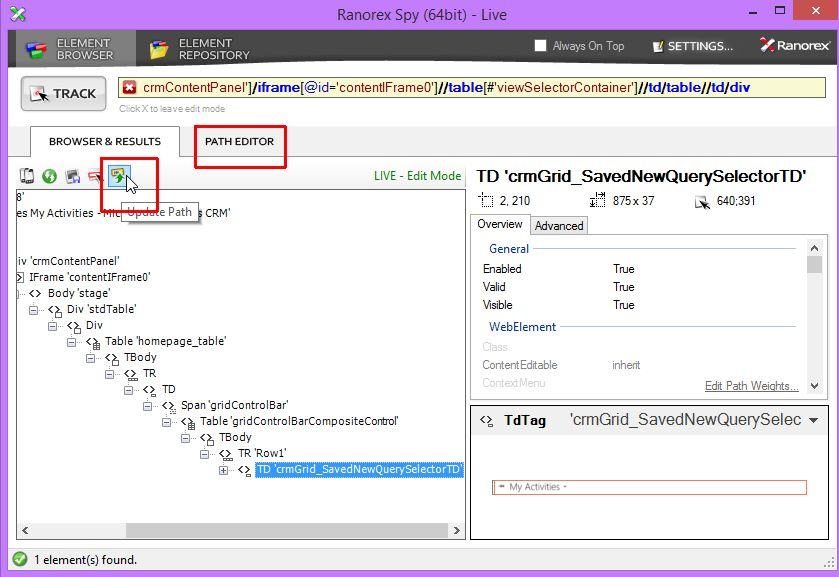 Ranorex Spy (64bit) - Live
ELEMENT BROWSER
ELEMENT REPOSITORY
Always On Top
SETTINGS...
Ranorex
TRACK
crmContentPanel']/iframe[@id='contentIFrame0']//table[#'viewSelectorContainer']//td/table//td/div
Click X to leave edit mode
BROWSER & RESULTS
PATH EDITOR
LIVE - Edit Mode
Update Path
8'
es My Activities - Mic
s CRM'
iv 'crmContentPanel'
IFrame 'contentIFrame0'
Body 'stage'
Div 'stdTable'
Div
Table 'homepage_table'
TBody
TR
TD
Span 'gridControlBar'
Table 'gridControlBarCompositeControl'
TBody
TR 'Row1'
TD 'crmGrid_SavedNewQuerySelectorTD'
TD 'crmGrid_SavedNewQuerySelectorTD'
2, 210
875 x 37
640;391
Overview
Advanced
General
Enabled True
Valid True
Visible True
WebElement
Class
ContentEditable inherit
ContextMenu
Edit Path Weights...
TdTag 'crmGrid_SavedNewQuerySelec
My Activities
1 element(s) found.